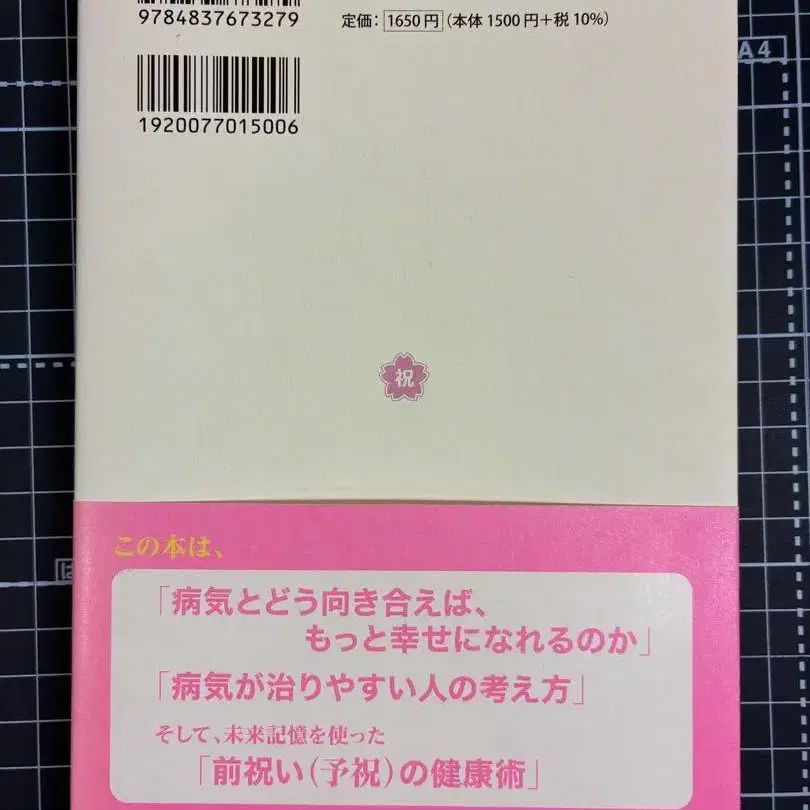 9784837673279
定価: 1650円 (本体 1500円+税 10%)
1920077015006
A4
祝
この本は、
「病気とどう向き合えば、
もっと幸せになれるのか」
「病気が治りやすい人の考え方」
そして、未来記憶を使った
「前祝い(予祝)の健康術」